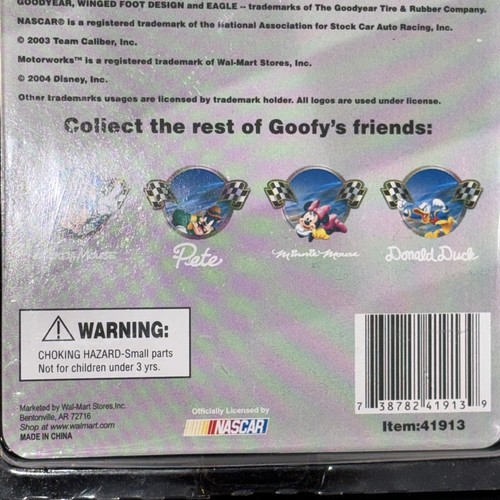 GOODYEAR, WINGED FOOT DESIGN and EAGLE -- trademarks of The Goodyear Tire & Rubber Company.
NASCAR® is a registered trademark of the National Association for Stock Car Auto Racing, Inc.
© 2003 Team Caliber, Inc.
Motorworks™ is a registered trademark of Wal-Mart Stores, Inc.
© 2004 Disney, Inc.
Other trademarks usages are licensed by trademark holder. All logos are used under license.
Collect the rest of Goofy's friends:
Mickey Mouse
Pete
Minnie Mouse
Donald Duck
WARNING:
CHOKING HAZARD-Small parts
Not for children under 3 yrs.
Marketed by Wal-Mart Stores,Inc.
Bentonville, AR 72716
Shop at www.walmart.com
MADE IN CHINA
Officially Licensed by
NASCAR
7 38782 41913 9
Item:41913